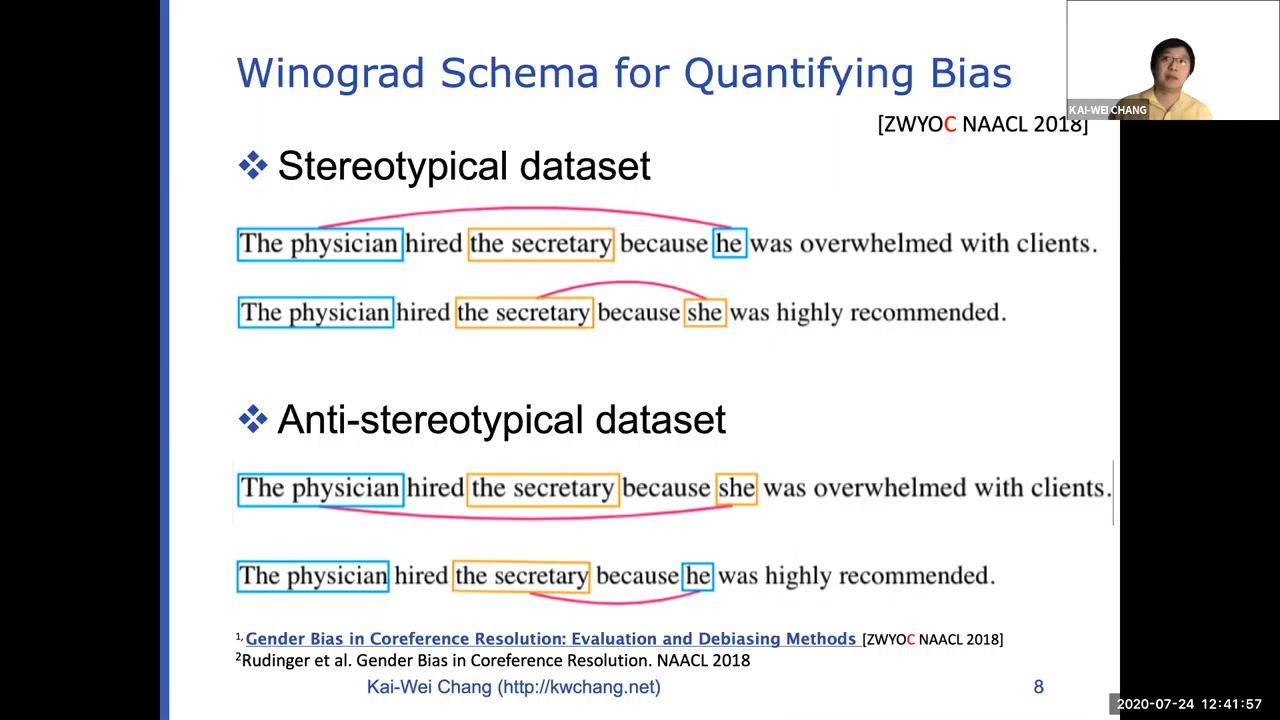 Winograd Schema for Quantifying Bias
KAI-WEI CHANG
[ZWYOC NAACL 2018]
❖ Stereotypical dataset
The physician hired the secretary because he was overwhelmed with clients.
The physician hired the secretary because she was highly recommended.
❖ Anti-stereotypical dataset
The physician hired the secretary because she was overwhelmed with clients.
The physician hired the secretary because he was highly recommended.
1, Gender Bias in Coreference Resolution: Evaluation and Debiasing Methods [ZWYOC NAACL 2018]
2Rudinger et al. Gender Bias in Coreference Resolution. NAACL 2018
Kai-Wei Chang (http://kwchang.net)
8
2020-07-24 12:41:57